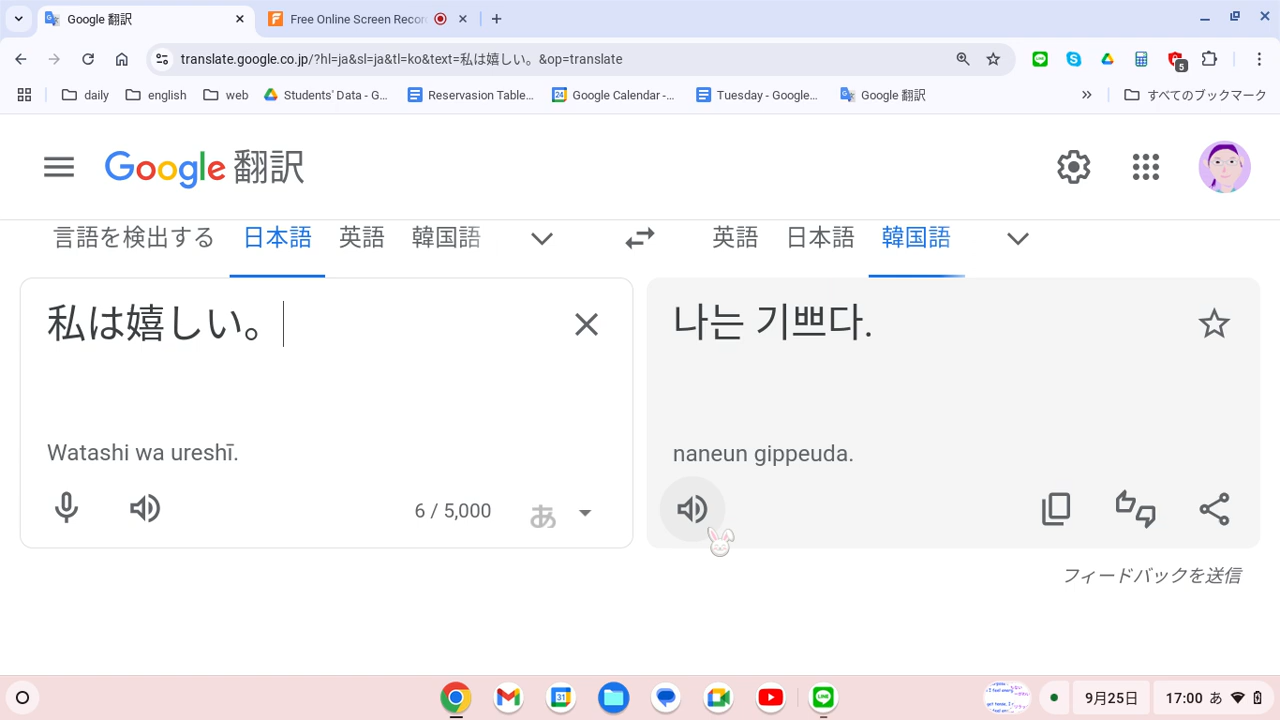 Google 翻訳
Free Online Screen Recor
translate.google.co.jp/?hl=ja&sl=ja&tl=ko&text=私は嬉しい。&op=translate
5
daily
english
web
Students' Data - G...
Reservasion Table...
Google Calendar -...
Tuesday - Google...
Google 翻訳
»
すべてのブックマーク
Google 翻訳
言語を検出する 日本語 英語 韓国語
英語 日本語 韓国語
私は嬉しい。
Watashi wa ureshī.
6 / 5,000
あ
나는 기쁘다.
naneun gippeuda.
フィードバックを送信
31
9月25日
17:00 あ